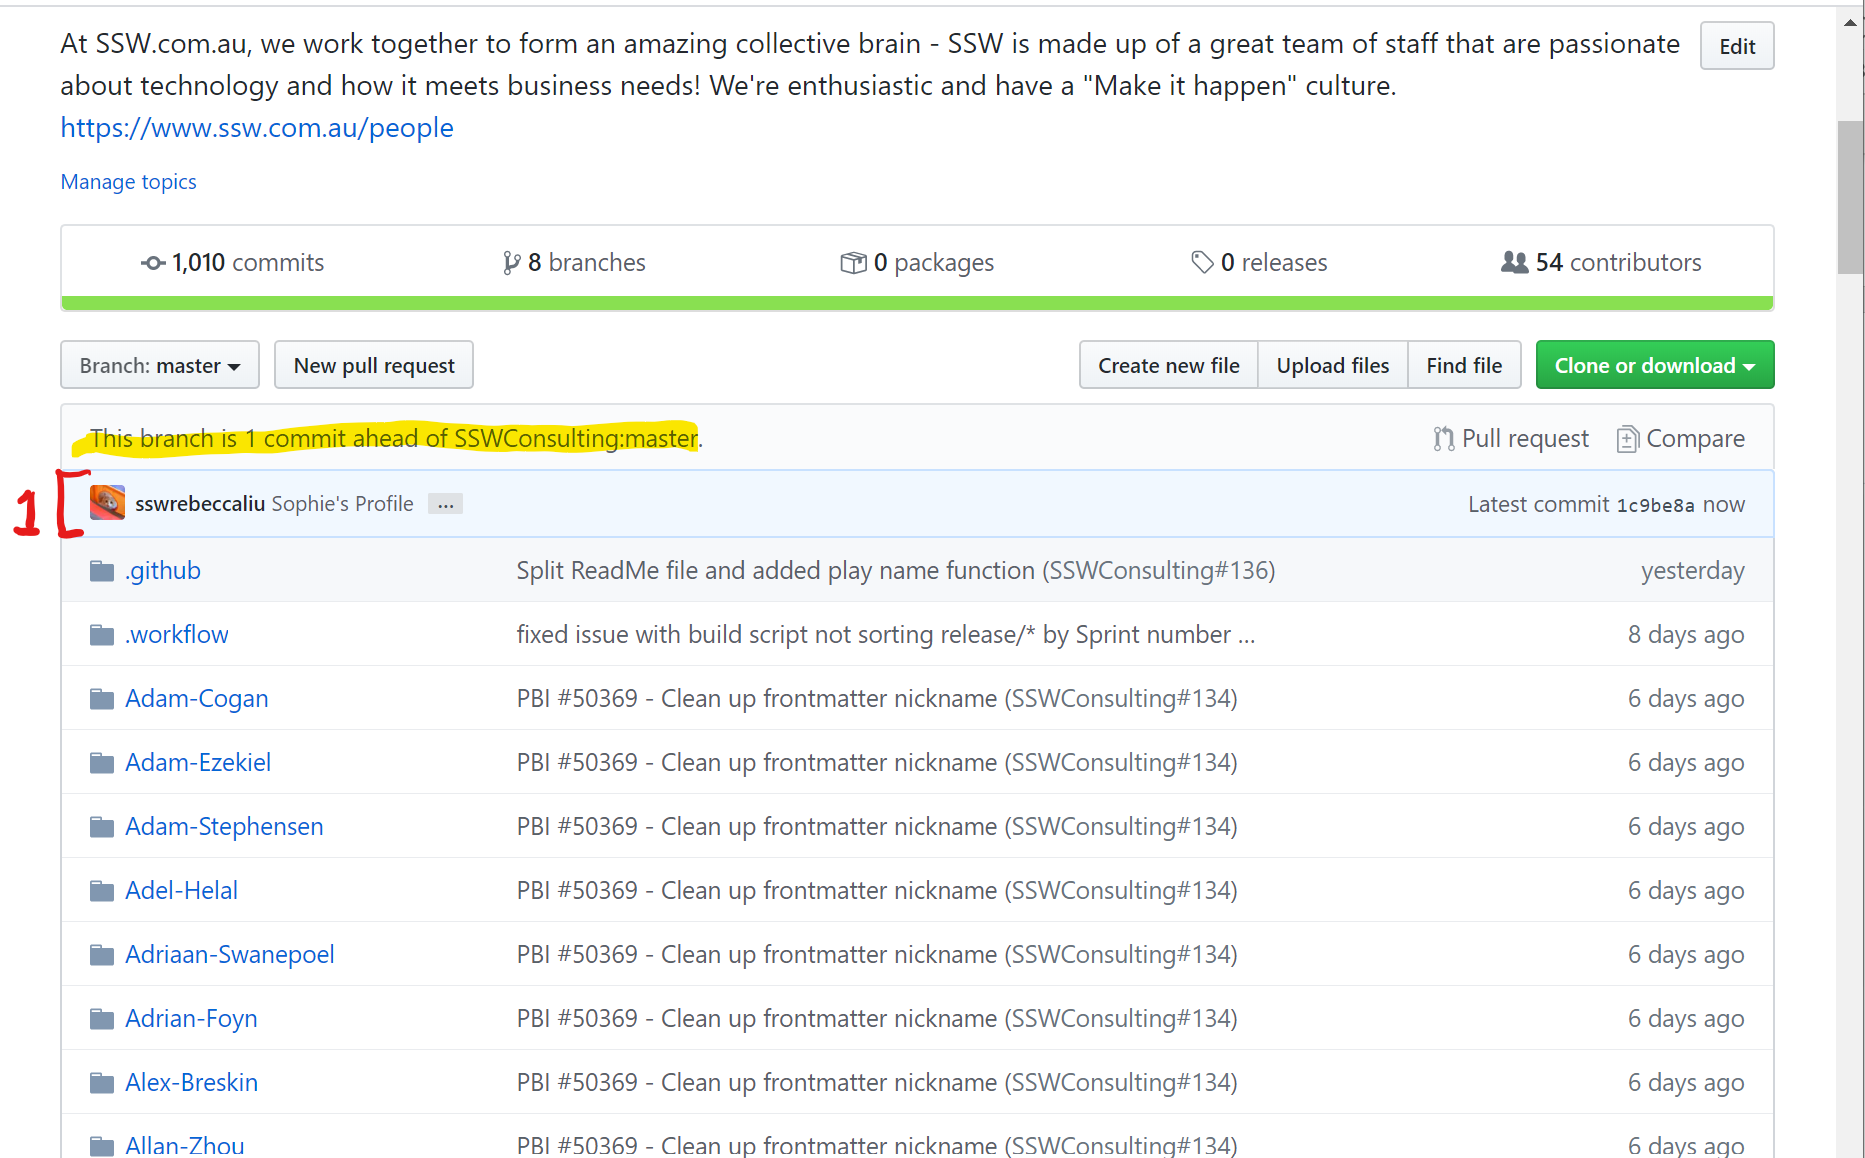 At SSW.com.au, we work together to form an amazing collective brain - SSW is made up of a great team of staff that are passionate
about technology and how it meets business needs! We're enthusiastic and have a "Make it happen" culture.
https://www.ssw.com.au/people
Edit
Manage topics
1,010 commits 8 branches 0 packages 0 releases 54 contributors
Branch: master New pull request Create new file Upload files Find file Clone or download
This branch is 1 commit ahead of SSWConsulting:master. Pull request Compare
1 sswrebeccaliu Sophie's Profile ... Latest commit 1c9be8a now
.github Split ReadMe file and added play name function (SSWConsulting#136) yesterday
.workflow fixed issue with build script not sorting release/* by Sprint number ... 8 days ago
Adam-Cogan PBI #50369 - Clean up frontmatter nickname (SSWConsulting#134) 6 days ago
Adam-Ezekiel PBI #50369 - Clean up frontmatter nickname (SSWConsulting#134) 6 days ago
Adam-Stephensen PBI #50369 - Clean up frontmatter nickname (SSWConsulting#134) 6 days ago
Adel-Helal PBI #50369 - Clean up frontmatter nickname (SSWConsulting#134) 6 days ago
Adriaan-Swanepoel PBI #50369 - Clean up frontmatter nickname (SSWConsulting#134) 6 days ago
Adrian-Foyn PBI #50369 - Clean up frontmatter nickname (SSWConsulting#134) 6 days ago
Alex-Breskin PBI #50369 - Clean up frontmatter nickname (SSWConsulting#134) 6 days ago
Allan-Zhou PBI #50369 - Clean up frontmatter nickname (SSWConsulting#134) 6 days ago